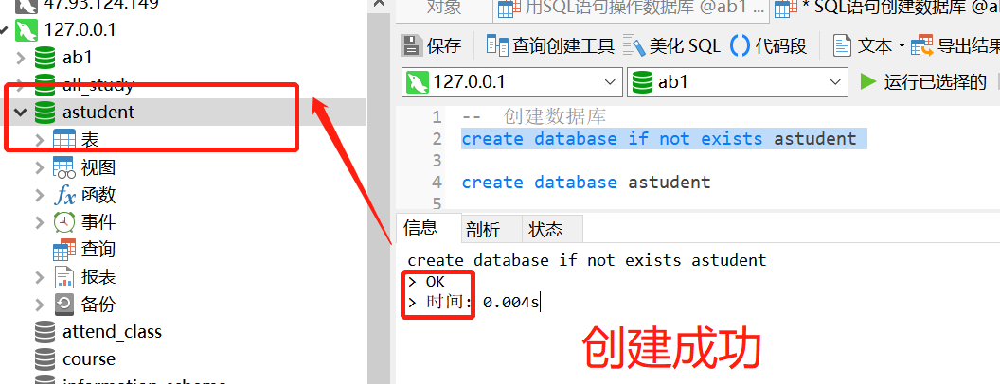 47.93.124.149
127.0.0.1
ab1
all_study
astudent
表
视图
函数
事件
查询
报表
备份
attend_class
course
information_schema
对象
用SQL语句操作数据库 @ab1 ...
* SQL语句创建数据库 @ab
保存
查询创建工具
美化 SQL
代码段
文本
导出结果
127.0.0.1
ab1
运行已选择的
1 -- 创建数据库
2 create database if not exists astudent
3
4 create database astudent
5
信息
剖析
状态
create database if not exists astudent
> OK
> 时间: 0.004s
创建成功